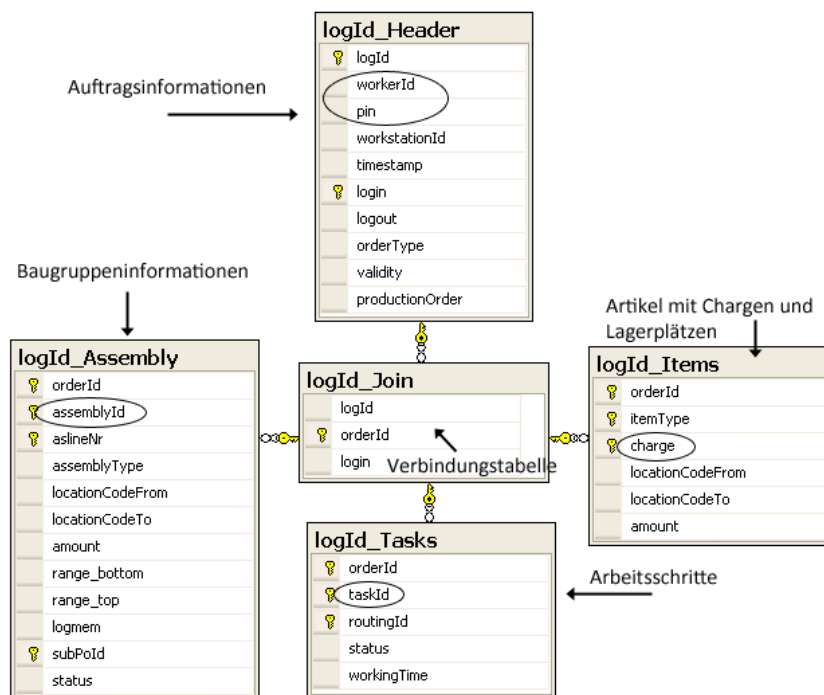 logId_Header
logId
workerId
pin
workstationId
timestamp
login
logout
orderType
validity
productionOrder
Auftragsinformationen
Baugruppeninformationen
logId_Assembly
orderId
assemblyId
aslineNr
assemblyType
locationCodeFrom
locationCodeTo
amount
range_bottom
range_top
logmem
subPoId
status
logId_Join
logId
orderId
login
Verbindungstabelle
Artikel mit Chargen und
Lagerplätzen
logId_Items
orderId
itemType
charge
locationCodeFrom
locationCodeTo
amount
logId_Tasks
orderId
taskId
routingId
status
workingTime
Arbeitsschritte